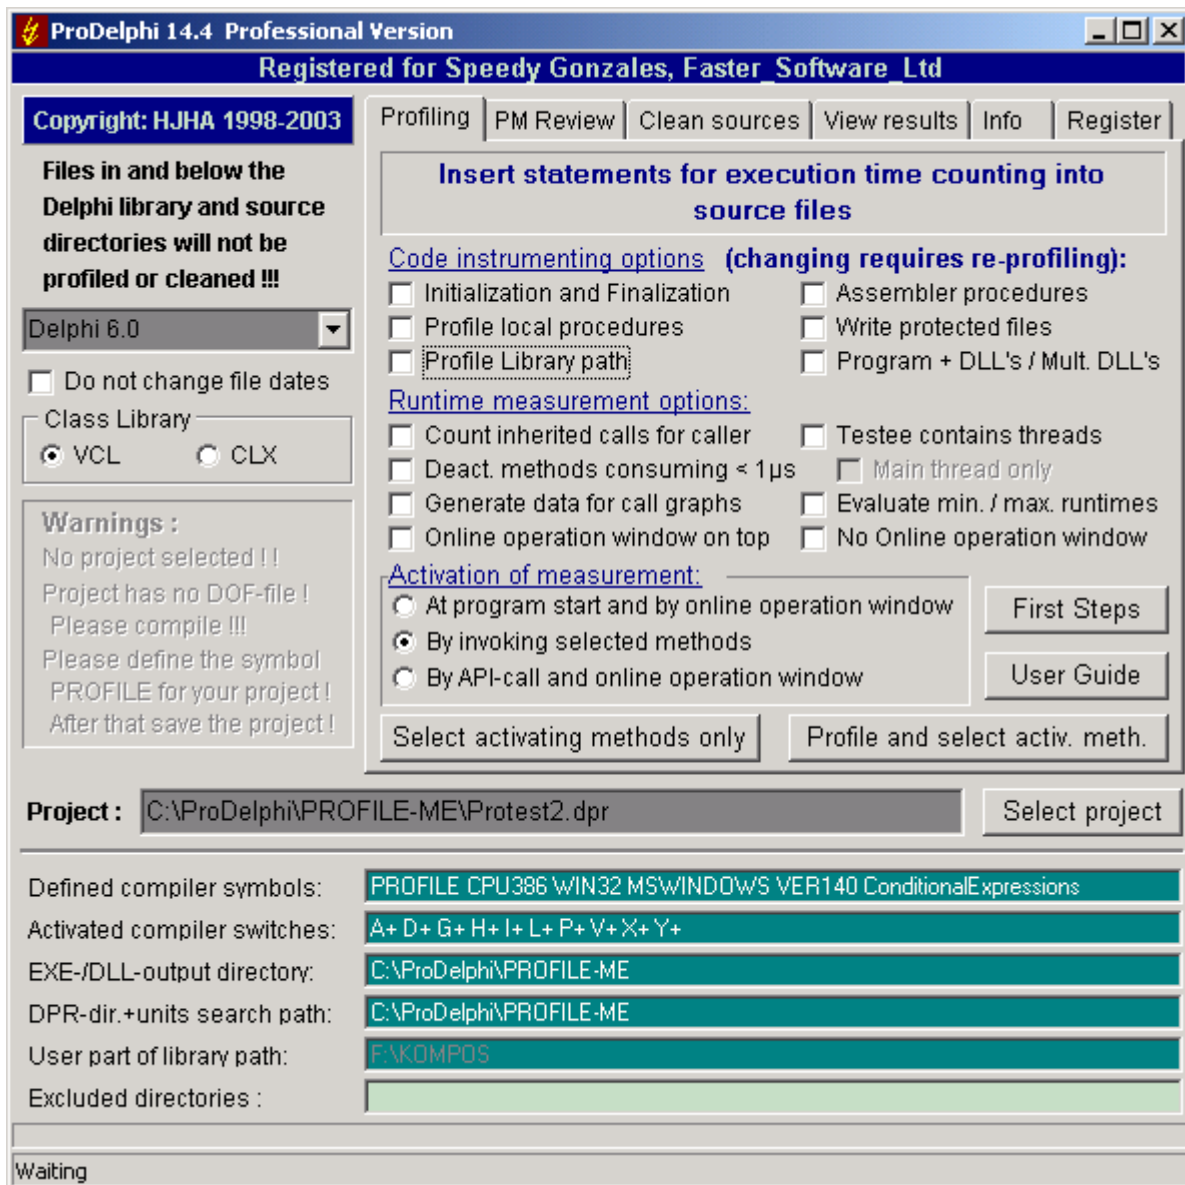 ProDelphi 14.4 Professional Version
Registered for Speedy Gonzales, Faster_Software_Ltd
Copyright: HJHA 1998-2003
Files in and below the
Delphi library and source
directories will not be
profiled or cleaned !!!
Delphi 6.0
Do not change file dates
Class Library
VCL CLX
Warnings :
No project selected ! !
Project has no DOF-file !
Please compile !!!
Please define the symbol
PROFILE for your project !
After that save the project !
Profiling PM Review Clean sources View results Info Register
Insert statements for execution time counting into
source files
Code instrumenting options (changing requires re-profiling):
Initialization and Finalization Assembler procedures
Profile local procedures Write protected files
Profile Library path Program + DLL's / Mult. DLL's
Runtime measurement options:
Count inherited calls for caller Testee contains threads
Deact. methods consuming < 1µs Main thread only
Generate data for call graphs Evaluate min. / max. runtimes
Online operation window on top No Online operation window
Activation of measurement:
At program start and by online operation window
By invoking selected methods
By API-call and online operation window
First Steps
User Guide
Select activating methods only Profile and select activ. meth.
Project : C:\ProDelphi\PROFILE-ME\Protest2.dpr Select project
Defined compiler symbols: PROFILE CPU386 WIN32 MSWINDOWS VER140 ConditionalExpressions
Activated compiler switches: A+ D+ G+ H+ I+ L+ P+ V+ X+ Y+
EXE-/DLL-output directory: C:\ProDelphi\PROFILE-ME
DPR-dir.+units search path: C:\ProDelphi\PROFILE-ME
User part of library path: F:\KOMPOS
Excluded directories :
Waiting